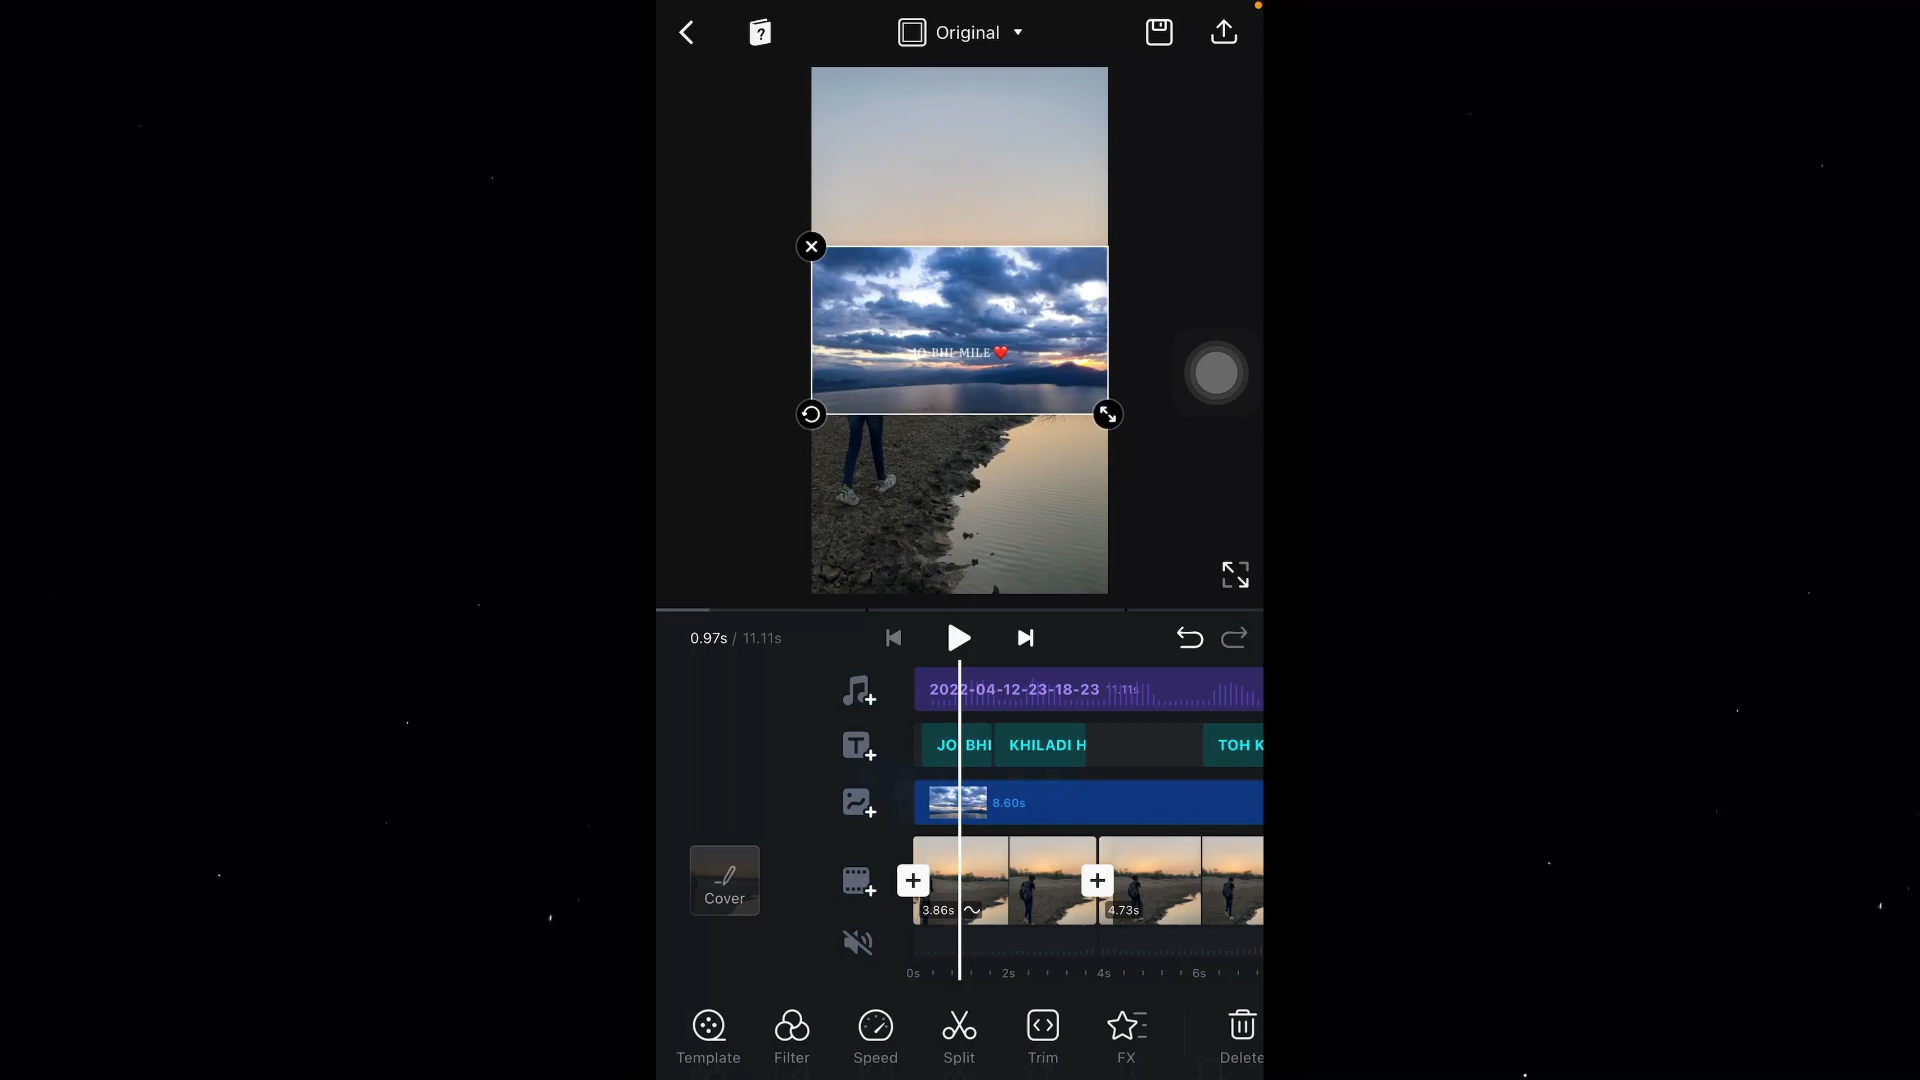 Original
JO BHI MILE ❤️
0.97s / 11.11s
2022-04-12-23-18-23 11.11s
JO BHI KHILADI H TOH K
8.60s
Cover
3.86s 4.73s
0s 2s 4s 6s
Template Filter Speed Split Trim FX Delete